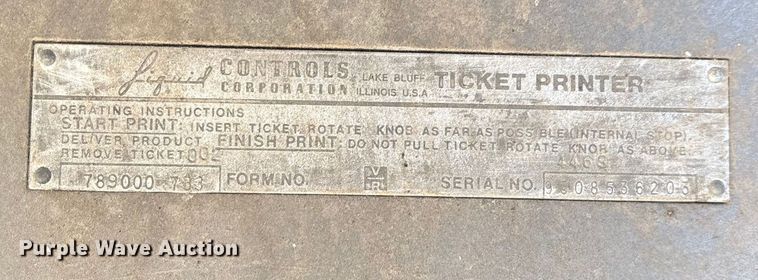 Liquid CONTROLS CORPORATION LAKE BLUFF ILLINOIS U.S.A. TICKET PRINTER
OPERATING INSTRUCTIONS
START PRINT: INSERT TICKET. ROTATE KNOB AS FAR AS POSSIBLE (INTERNAL STOP).
DELIVER PRODUCT FINISH PRINT: DO NOT PULL TICKET. ROTATE KNOB AS ABOVE.
REMOVE TICKET
789000-703 FORM NO. SERIAL NO.
Purple Wave Auction